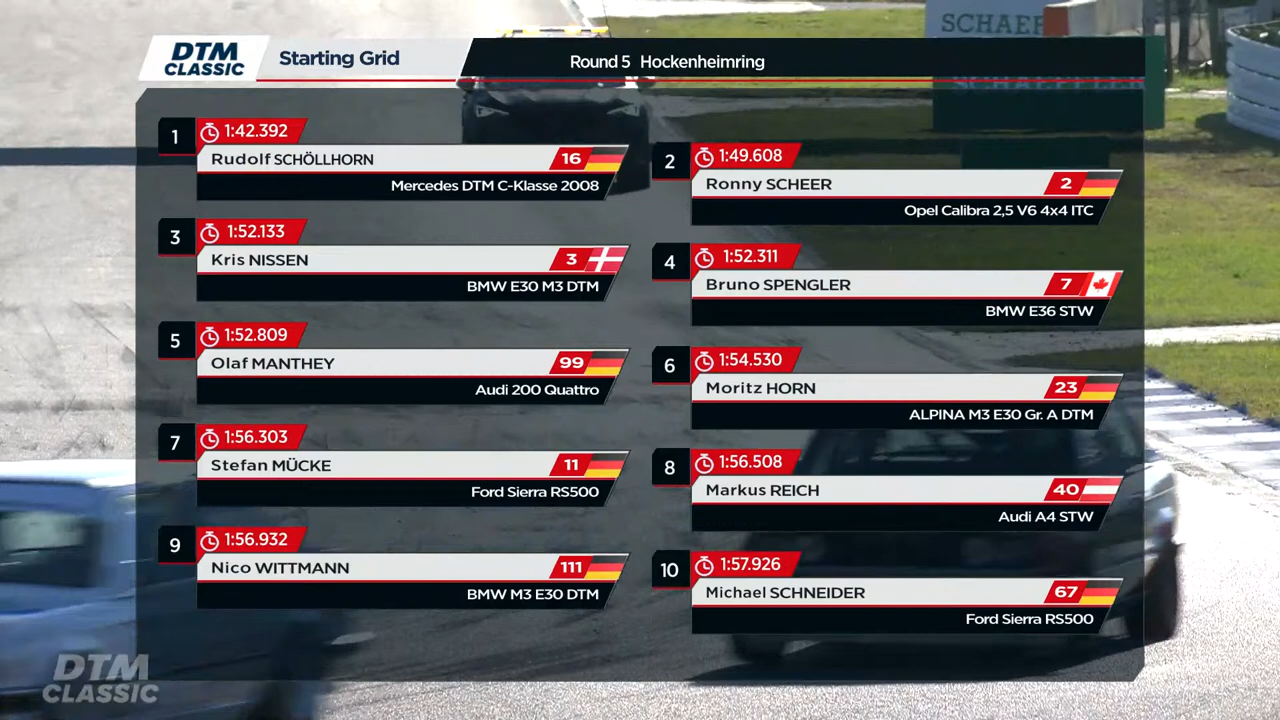 DTM
CLASSIC
Starting Grid
Round 5 Hockenheimring
1
1:42.392
Rudolf SCHÖLLHORN
16
Mercedes DTM C-Klasse 2008
2
1:49.608
Ronny SCHEER
2
Opel Calibra 2,5 V6 4x4 ITC
3
1:52.133
Kris NISSEN
3
BMW E30 M3 DTM
4
1:52.311
Bruno SPENGLER
7
BMW E36 STW
5
1:52.809
Olaf MANTHEY
99
Audi 200 Quattro
6
1:54.530
Moritz HORN
23
ALPINA M3 E30 Gr. A DTM
7
1:56.303
Stefan MÜCKE
11
Ford Sierra RS500
8
1:56.508
Markus REICH
40
Audi A4 STW
9
1:56.932
Nico WITTMANN
111
BMW M3 E30 DTM
10
1:57.926
Michael SCHNEIDER
67
Ford Sierra RS500
DTM
CLASSIC
SCHAEF
SCHAEFFLER